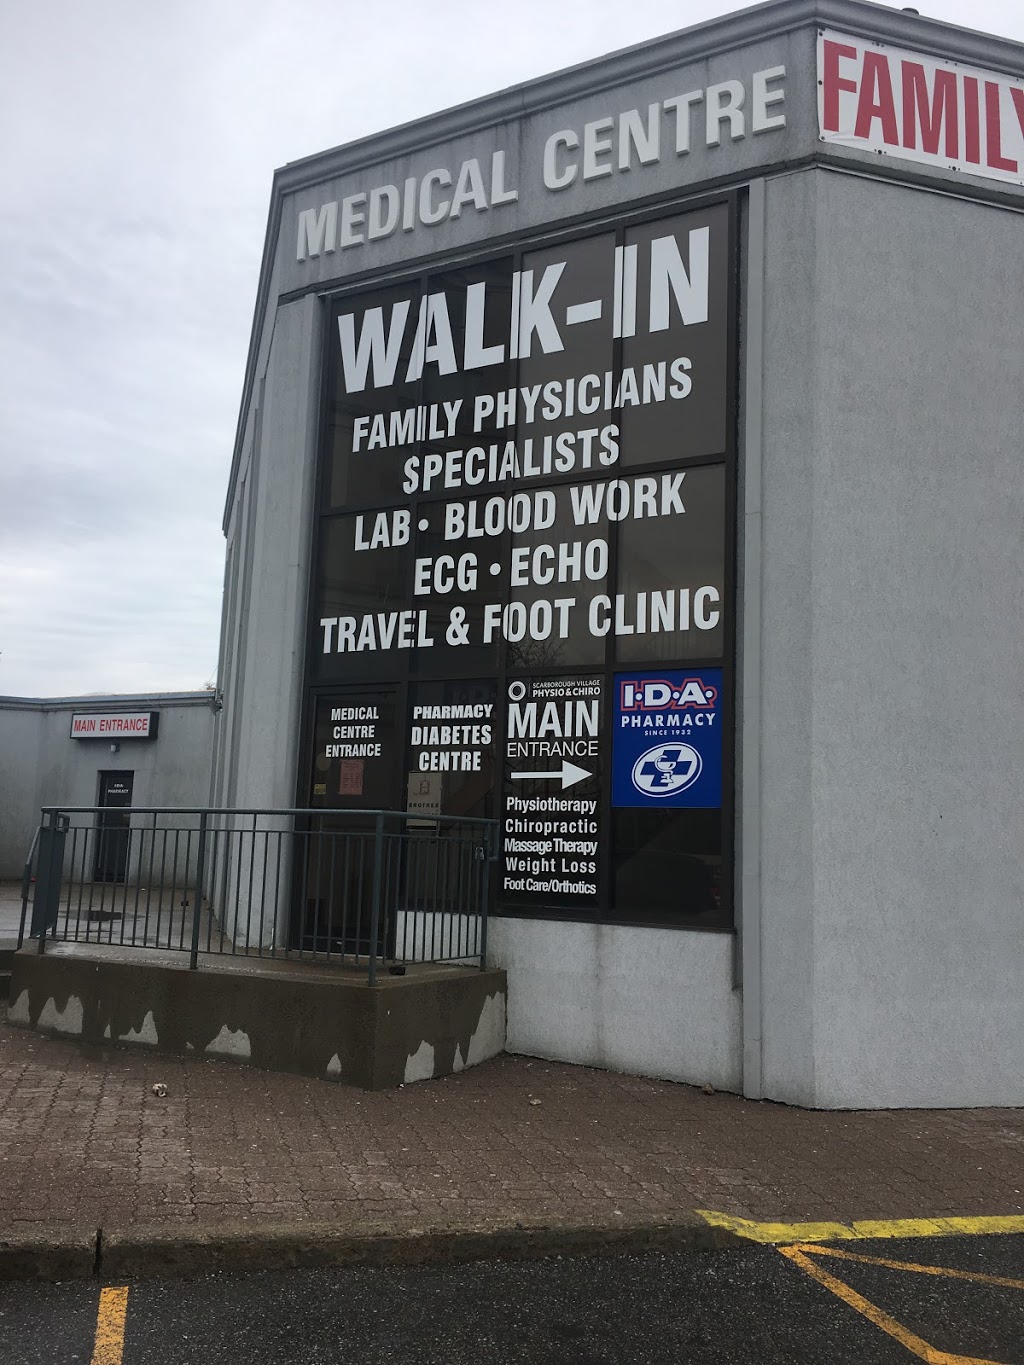 MEDICAL CENTRE
FAMILY
WALK-IN
FAMILY PHYSICIANS
SPECIALISTS
LAB • BLOOD WORK
ECG • ECHO
TRAVEL & FOOT CLINIC
MEDICAL
CENTRE
ENTRANCE
PHARMACY
DIABETES
CENTRE
SCARBOROUGH VILLAGE
PHYSIO & CHIRO
MAIN
ENTRANCE
Physiotherapy
Chiropractic
Massage Therapy
Weight Loss
Foot Care/Orthotics
I•D•A•
PHARMACY
SINCE 1932
MAIN ENTRANCE
I•D•A•
PHARMACY